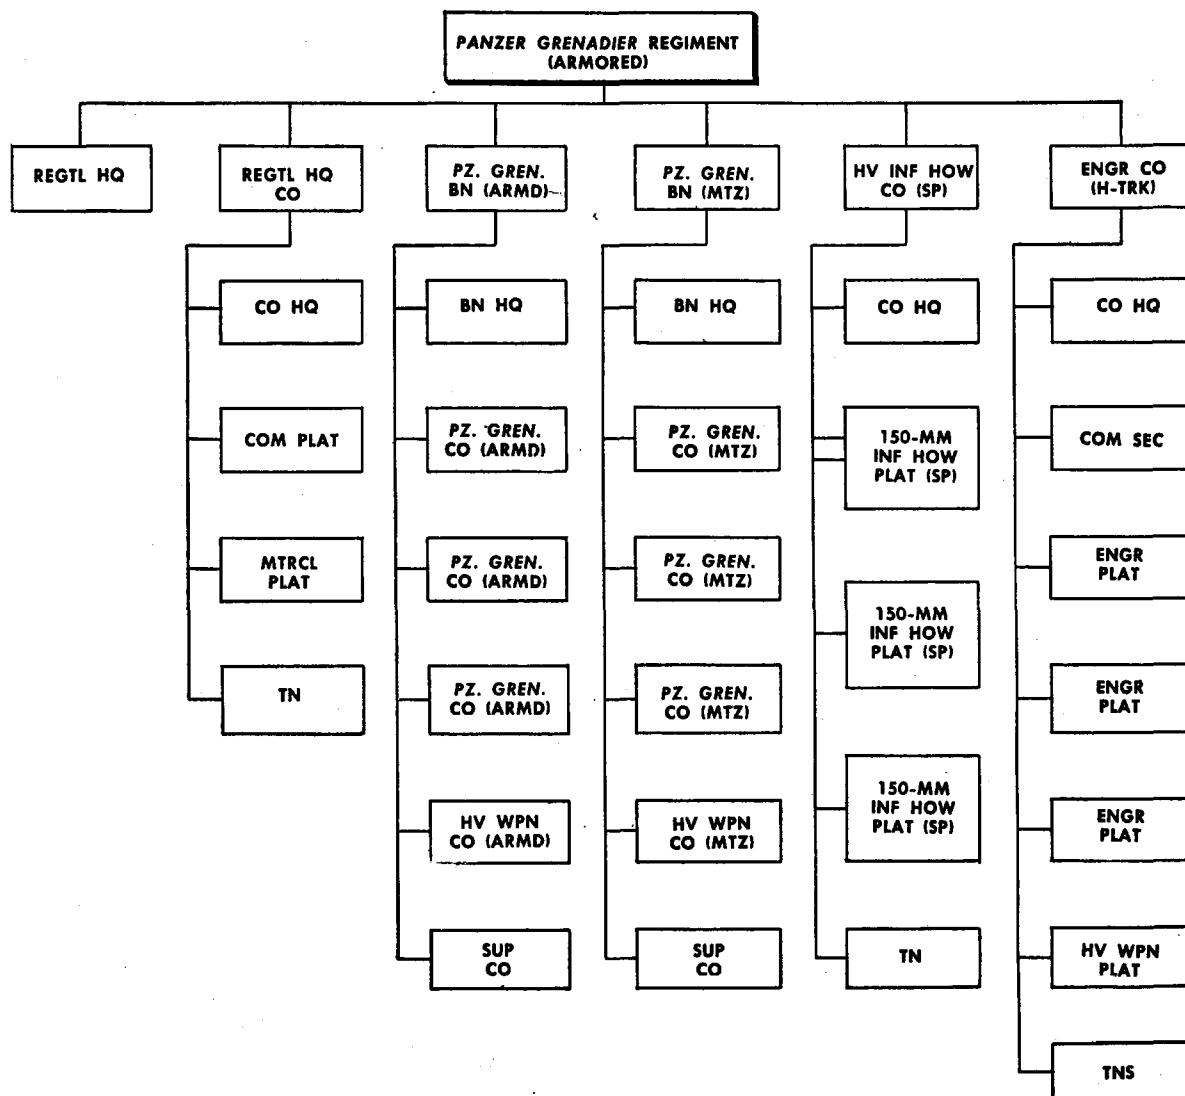 PANZER GRENADIER REGIMENT
(ARMORED)
REGTL HQ
REGTL HQ
CO
PZ. GREN.
BN (ARMD)
PZ. GREN.
BN (MTZ)
HV INF HOW
CO (SP)
ENGR CO
(H-TRK)
CO HQ
COM PLAT
MTRCL
PLAT
TN
BN HQ
PZ. GREN.
CO (ARMD)
PZ. GREN.
CO (ARMD)
PZ. GREN.
CO (ARMD)
HV WPN
CO (ARMD)
SUP
CO
BN HQ
PZ. GREN.
CO (MTZ)
PZ. GREN.
CO (MTZ)
PZ. GREN.
CO (MTZ)
HV WPN
CO (MTZ)
SUP
CO
CO HQ
150-MM
INF HOW
PLAT (SP)
150-MM
INF HOW
PLAT (SP)
150-MM
INF HOW
PLAT (SP)
TN
CO HQ
COM SEC
ENGR
PLAT
ENGR
PLAT
ENGR
PLAT
HV WPN
PLAT
TNS